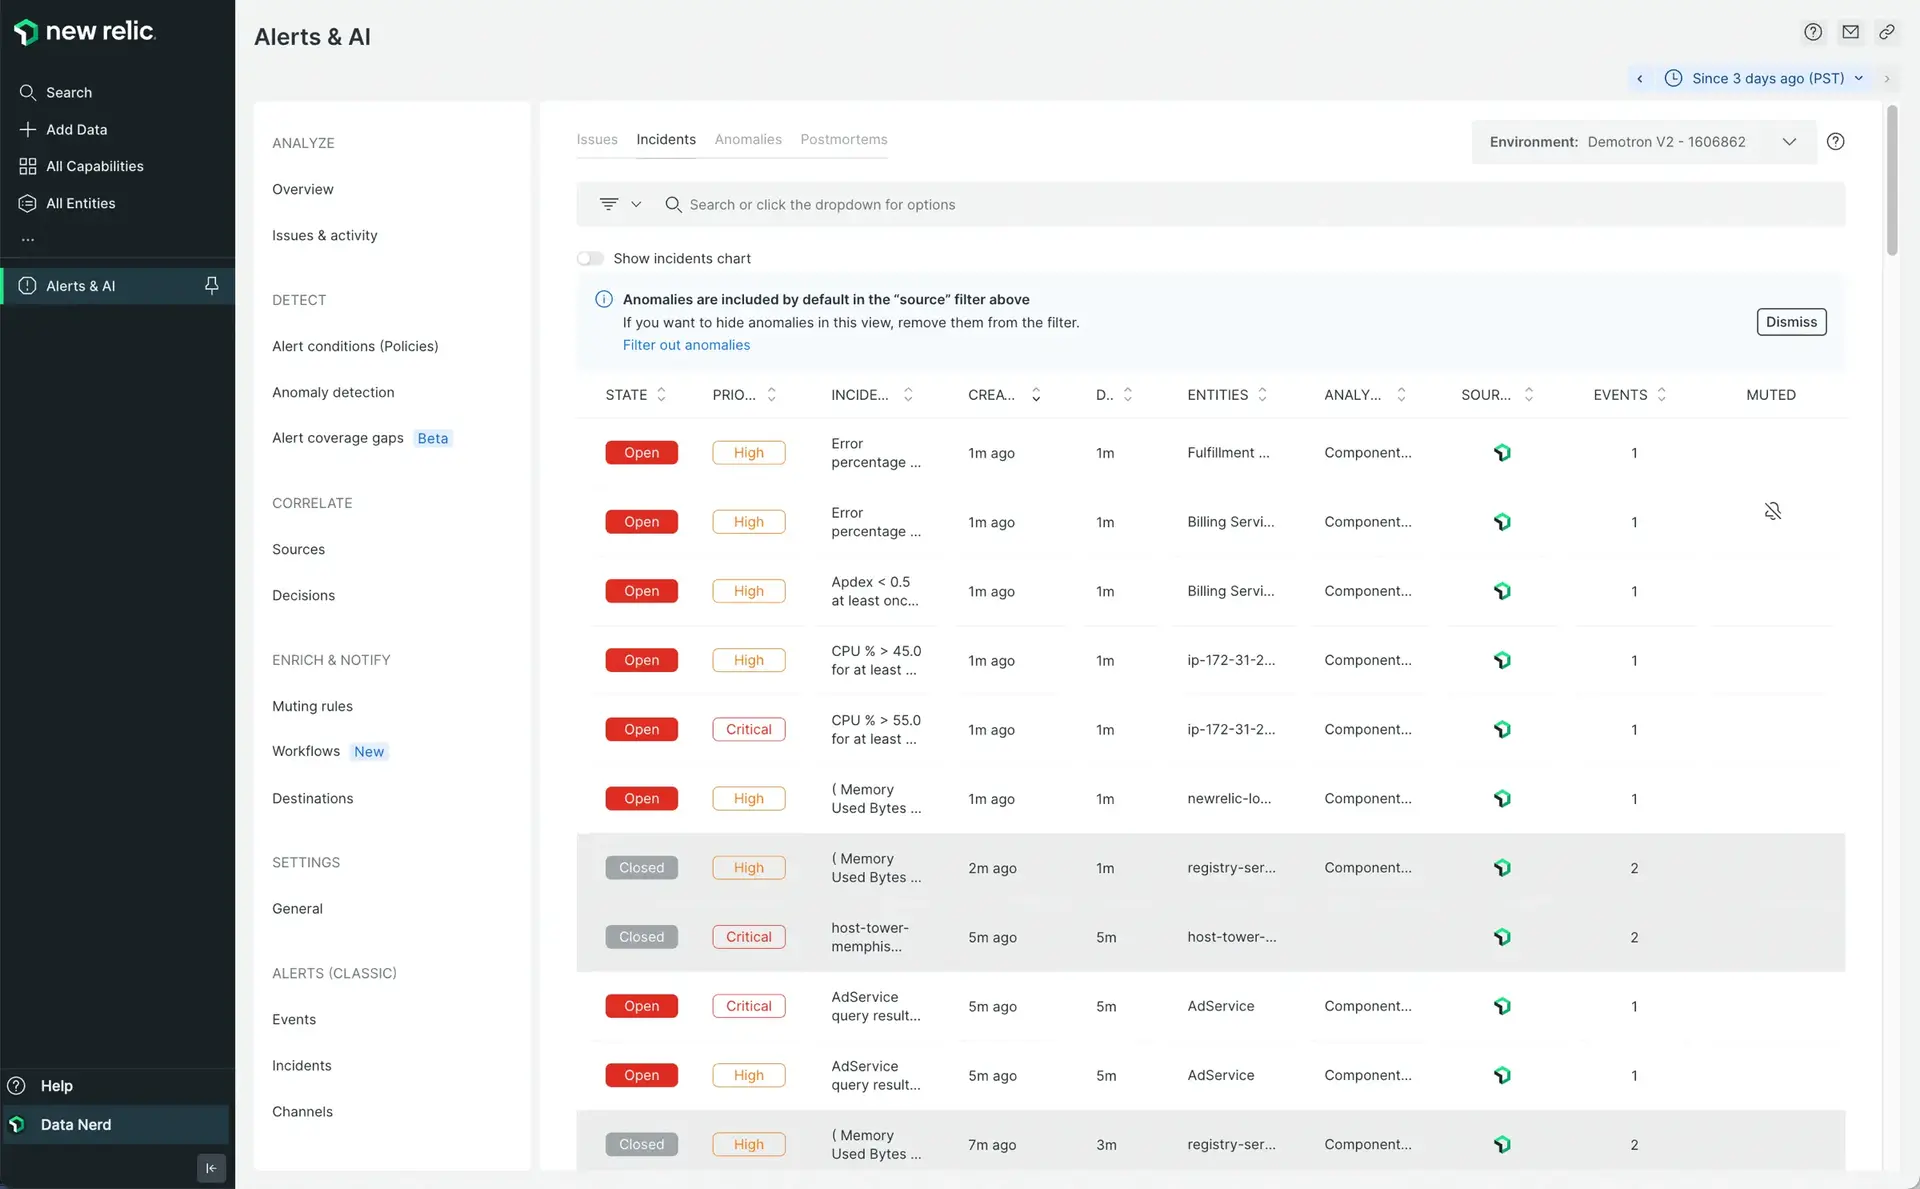 new relic.
Search
Add Data
All Capabilities
All Entities
...
Alerts & AI
Help
Data Nerd
Alerts & AI
Since 3 days ago (PST)
ANALYZE
Overview
Issues & activity
DETECT
Alert conditions (Policies)
Anomaly detection
Alert coverage gaps Beta
CORRELATE
Sources
Decisions
ENRICH & NOTIFY
Muting rules
Workflows New
Destinations
SETTINGS
General
ALERTS (CLASSIC)
Events
Incidents
Channels
Issues Incidents Anomalies Postmortems
Environment: Demotron V2 - 1606862
Search or click the dropdown for options
Show incidents chart
Anomalies are included by default in the “source” filter above
If you want to hide anomalies in this view, remove them from the filter.
Filter out anomalies
Dismiss
STATE PRIO... INCIDE... CREA... D.. ENTITIES ANALY... SOUR... EVENTS MUTED
Open High Error percentage ... 1m ago 1m Fulfillment ... Component... 1
Open High Error percentage ... 1m ago 1m Billing Servi... Component... 1
Open High Apdex < 0.5 at least onc... 1m ago 1m Billing Servi... Component... 1
Open High CPU % > 45.0 for at least ... 1m ago 1m ip-172-31-2... Component... 1
Open Critical CPU % > 55.0 for at least ... 1m ago 1m ip-172-31-2... Component... 1
Open High ( Memory Used Bytes ... 1m ago 1m newrelic-lo... Component... 1
Closed High ( Memory Used Bytes ... 2m ago 1m registry-ser... Component... 2
Closed Critical host-tower-memphis... 5m ago 5m host-tower-... 2
Open Critical AdService query result... 5m ago 5m AdService Component... 1
Open High AdService query result... 5m ago 5m AdService Component... 1
Closed High ( Memory Used Bytes ... 7m ago 3m registry-ser... Component... 2